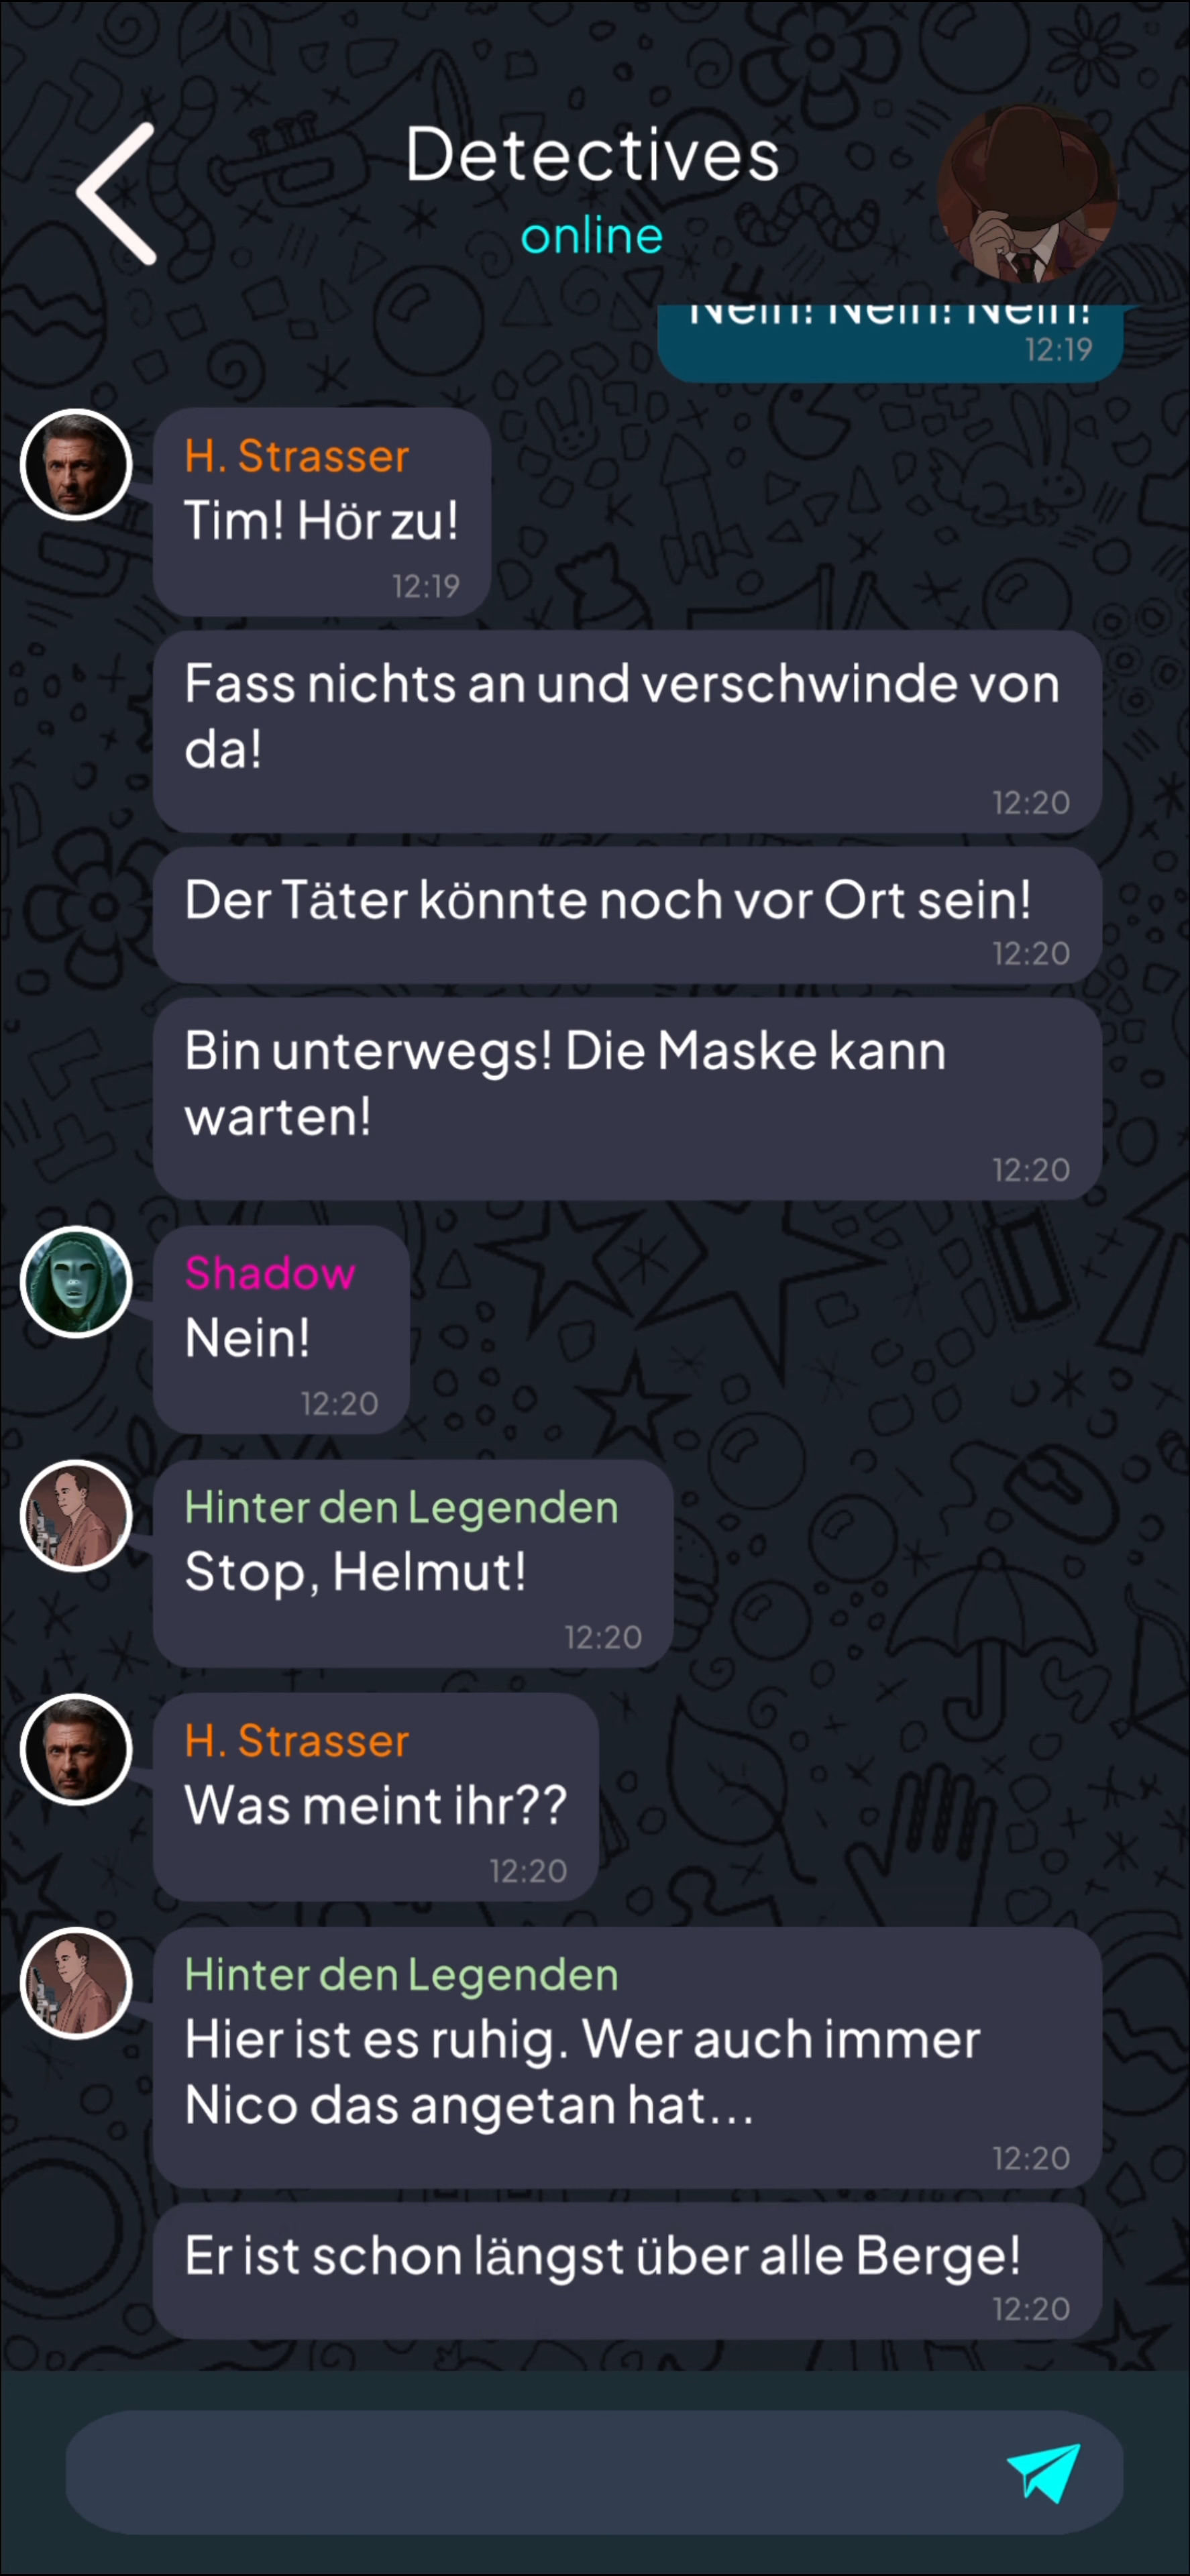 Detectives
online
Nein! Nein! Nein!
12:19
H. Strasser
Tim! Hör zu!
12:19
Fass nichts an und verschwinde von
da!
12:20
Der Täter könnte noch vor Ort sein!
12:20
Bin unterwegs! Die Maske kann
warten!
12:20
Shadow
Nein!
12:20
Hinter den Legenden
Stop, Helmut!
12:20
H. Strasser
Was meint ihr??
12:20
Hinter den Legenden
Hier ist es ruhig. Wer auch immer
Nico das angetan hat...
12:20
Er ist schon längst über alle Berge!
12:20